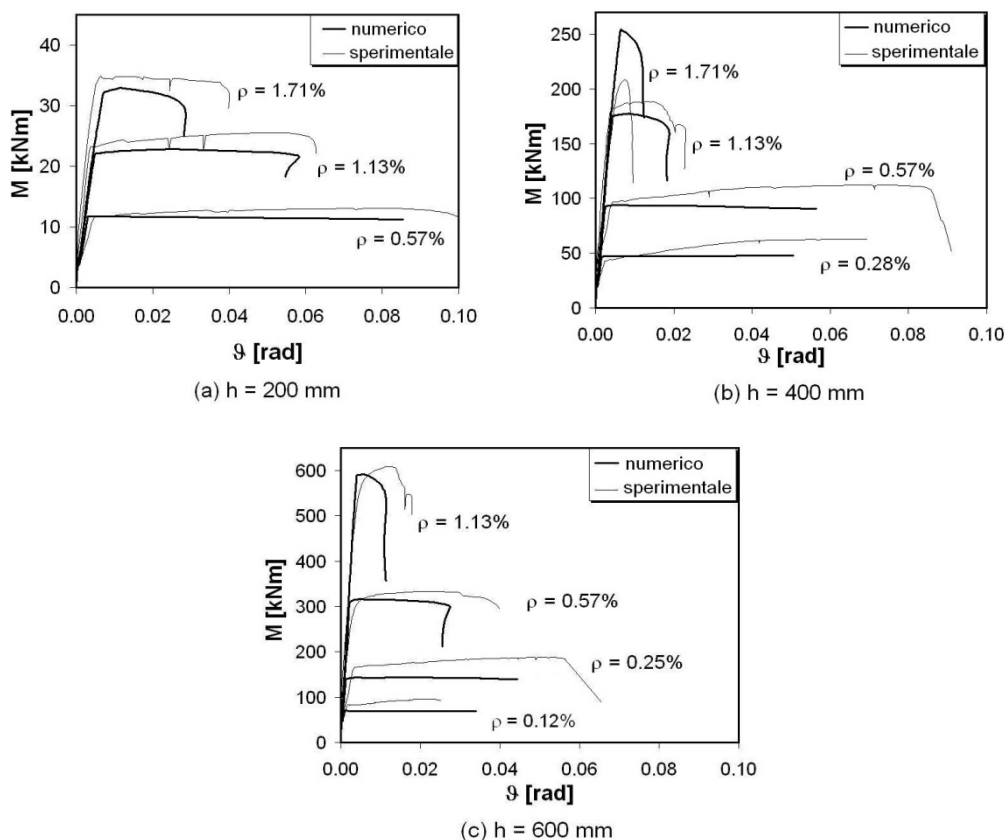 numerico
sperimentale
M [kNm]
40
30
20
10
0
ρ = 1.71%
ρ = 1.13%
ρ = 0.57%
0.00 0.02 0.04 0.06 0.08 0.10
ϑ [rad]
(a) h = 200 mm
numerico
sperimentale
M [kNm]
250
200
150
100
50
0
ρ = 1.71%
ρ = 1.13%
ρ = 0.57%
ρ = 0.28%
0.00 0.02 0.04 0.06 0.08 0.10
ϑ [rad]
(b) h = 400 mm
numerico
sperimentale
M [kNm]
600
500
400
300
200
100
0
ρ = 1.13%
ρ = 0.57%
ρ = 0.25%
ρ = 0.12%
0.00 0.02 0.04 0.06 0.08 0.10
ϑ [rad]
(c) h = 600 mm